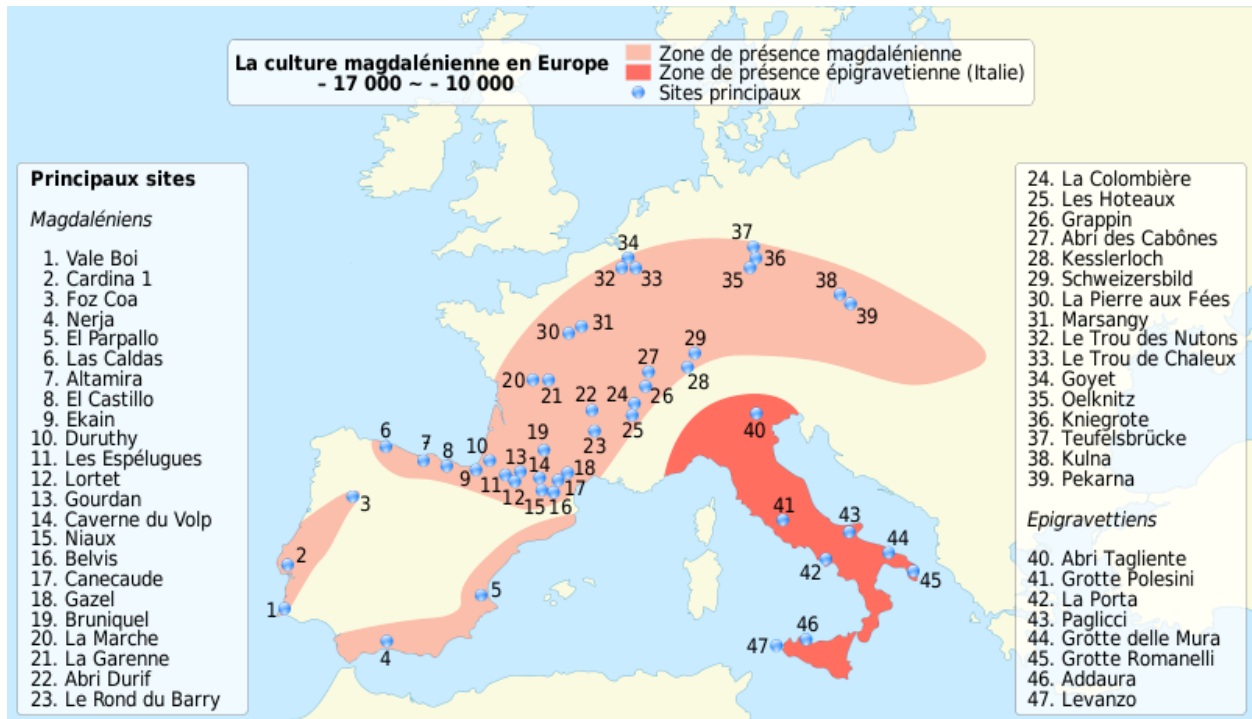 La culture magdalénienne en Europe
– 17 000 ~ – 10 000
Zone de présence magdalénienne
Zone de présence épigravetienne (Italie)
Sites principaux
Principaux sites
Magdaléniens
1. Vale Boi
2. Cardina 1
3. Foz Coa
4. Nerja
5. El Parpallo
6. Las Caldas
7. Altamira
8. El Castillo
9. Ekain
10. Duruthy
11. Les Espélugues
12. Lortet
13. Gourdan
14. Caverne du Volp
15. Niaux
16. Belvis
17. Canecaude
18. Gazel
19. Bruniquel
20. La Marche
21. La Garenne
22. Abri Durif
23. Le Rond du Barry
24. La Colombière
25. Les Hoteaux
26. Grappin
27. Abri des Cabônes
28. Kesslerloch
29. Schweizersbild
30. La Pierre aux Fées
31. Marsangy
32. Le Trou des Nutons
33. Le Trou de Chaleux
34. Goyet
35. Oelknitz
36. Kniegrote
37. Teufelsbrücke
38. Kulna
39. Pekarna
Epigravettiens
40. Abri Tagliente
41. Grotte Polesini
42. La Porta
43. Paglicci
44. Grotte delle Mura
45. Grotte Romanelli
46. Addaura
47. Levanzo
37
34
36
32
33
35
38
39
31
30
29
27
28
20
21
22
24
26
25
40
23
6
7
8
10
19
13
14
18
9
11
12
15
16
17
3
41
43
44
2
42
45
5
1
46
47
4